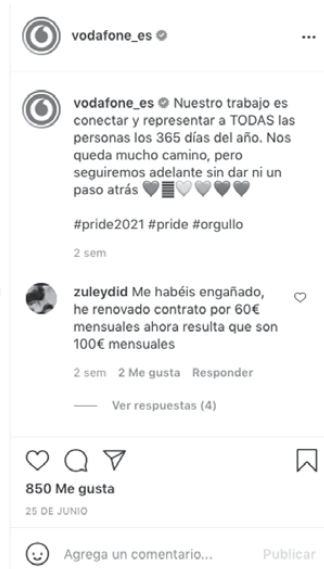 vodafone_es
vodafone_es Nuestro trabajo es
conectar y representar a TODAS las
personas los 365 días del año. Nos
queda mucho camino, pero
seguiremos adelante sin dar ni un
paso atrás
#pride2021 #pride #orgullo
2 sem
zuleydid Me habéis engañado,
he renovado contrato por 60€
mensuales ahora resulta que son
100€ mensuales
2 sem 2 Me gusta Responder
Ver respuestas (4)
850 Me gusta
25 DE JUNIO
Agrega un comentario... Publicar